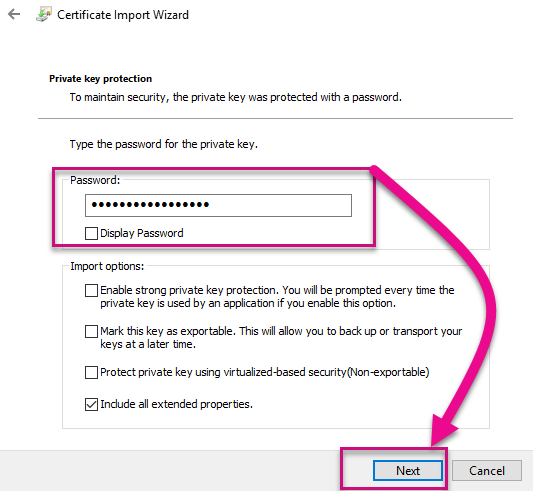 Certificate Import Wizard
Private key protection
To maintain security, the private key was protected with a password.
Type the password for the private key.
Password:
•••••••••••••••••
Display Password
Import options:
Enable strong private key protection. You will be prompted every time the
private key is used by an application if you enable this option.
Mark this key as exportable. This will allow you to back up or transport your
keys at a later time.
Protect private key using virtualized-based security(Non-exportable)
Include all extended properties.
Next
Cancel